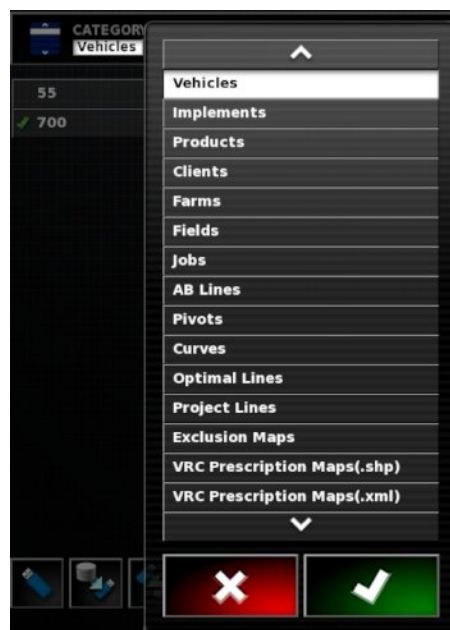 CATEGORY
Vehicles
55
700
Vehicles
Implements
Products
Clients
Farms
Fields
Jobs
AB Lines
Pivots
Curves
Optimal Lines
Project Lines
Exclusion Maps
VRC Prescription Maps(.shp)
VRC Prescription Maps(.xml)